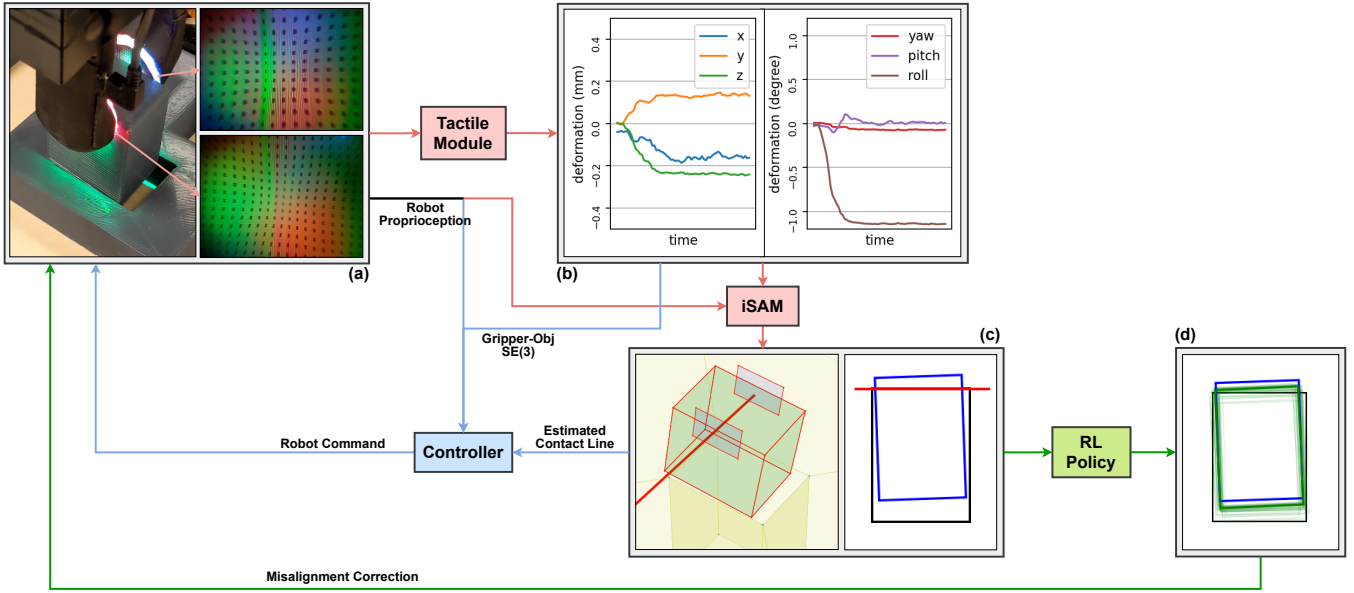 (a)
Tactile
Module
Robot
Proprioception
deformation (mm)
0.4
0.2
0.0
−0.2
−0.4
x
y
z
time
deformation (degree)
1.0
0.5
0.0
−0.5
−1.0
yaw
pitch
roll
time
(b)
iSAM
Gripper-Obj
SE(3)
(c)
(d)
Robot Command
Controller
Estimated
Contact Line
RL
Policy
Misalignment Correction